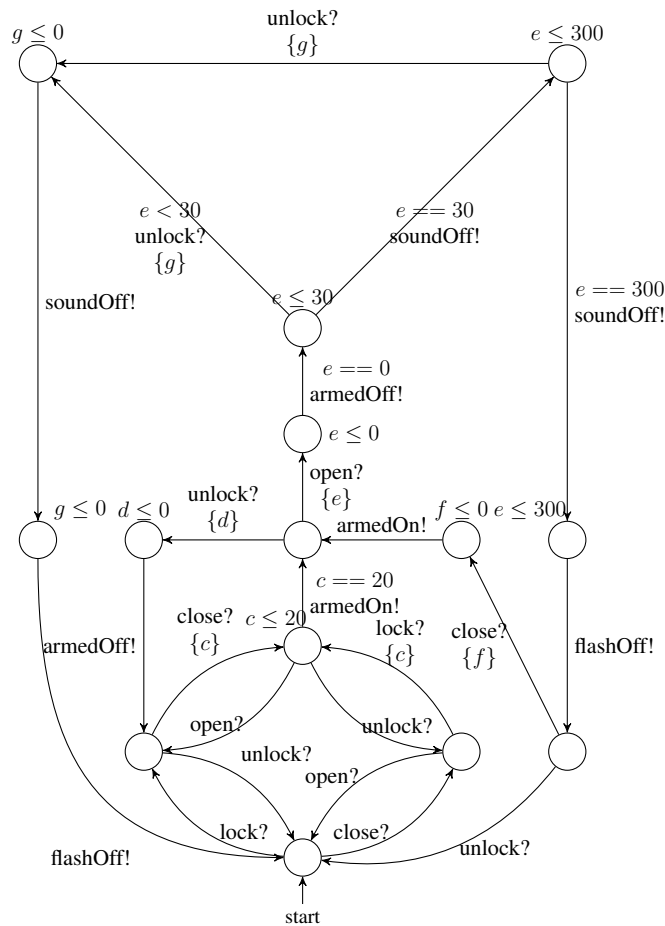 unlock?
g ≤ 0
e ≤ 300
{g}
e < 30
unlock?
{g}
e == 30
soundOff!
soundOff!
e ≤ 30
e == 300
soundOff!
e == 0
armedOff!
e ≤ 0
unlock?
{d}
open?
{e}
g ≤ 0
d ≤ 0
armedOn!
f ≤ 0
e ≤ 300
c == 20
armedOn!
close?
{c}
c ≤ 20
lock?
{c}
close?
{f}
armedOff!
flashOff!
open?
unlock?
unlock?
open?
lock?
close?
flashOff!
unlock?
start